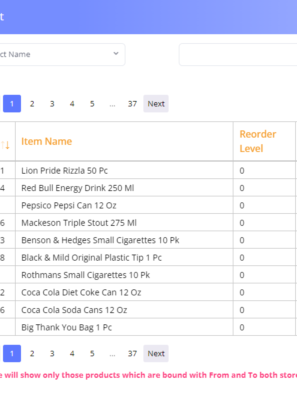 t
ct Name
1 2 3 4 5 ... 37 Next
Item Name Reorder
Level
1 Lion Pride Rizzla 50 Pc 0
4 Red Bull Energy Drink 250 Ml 0
Pepsico Pepsi Can 12 Oz 0
6 Mackeson Triple Stout 275 Ml 0
3 Benson & Hedges Small Cigarettes 10 Pk 0
8 Black & Mild Original Plastic Tip 1 Pc 0
Rothmans Small Cigarettes 10 Pk 0
2 Coca Cola Diet Coke Can 12 Oz 0
6 Coca Cola Soda Cans 12 Oz 0
Big Thank You Bag 1 Pc 0
1 2 3 4 5 ... 37 Next
e will show only those products which are bound with From and To both store